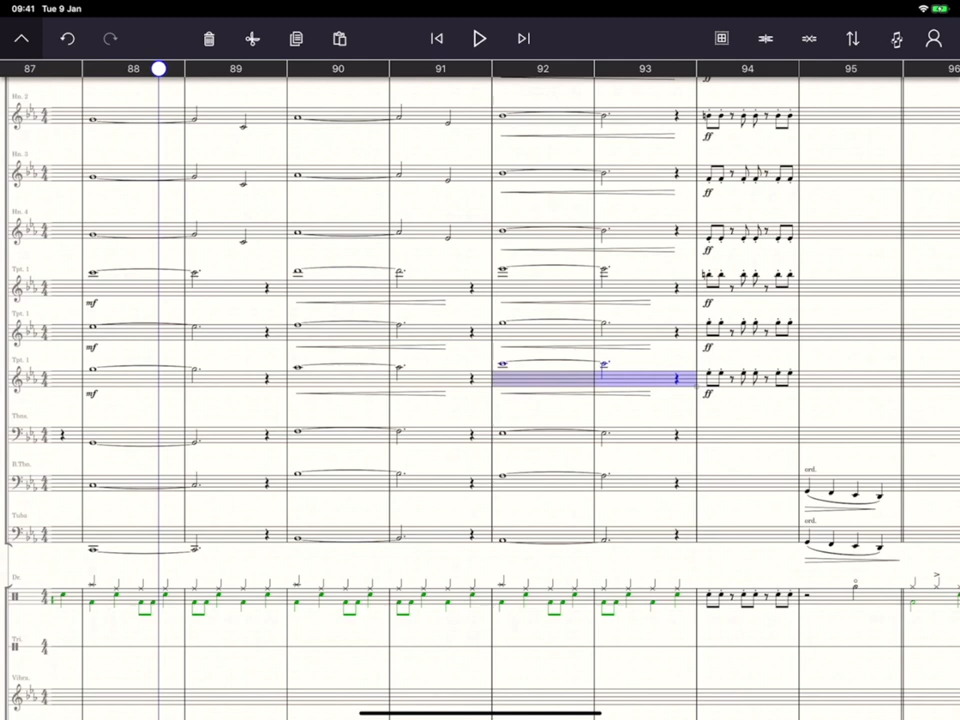 09:41 Tue 9 Jan
87 88 89 90 91 92 93 94 95 96
ff
Hn. 2
ff
Hn. 3
ff
Hn. 4
ff
Tpt. 1
mf
ff
Tpt. 1
mf
ff
Tpt. 1
mf
ff
Tbn.
B.Tbn.
ord.
Tuba
ord.
Dr.
Tri.
Vibra.